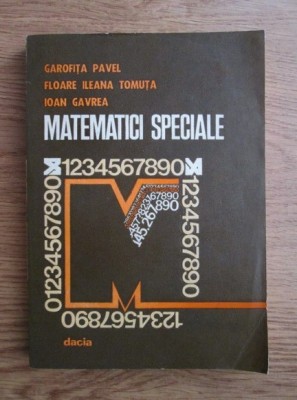 GAROFIȚA PAVEL
FLOARE ILEANA TOMUȚA
IOAN GAVREA
MATEMATICI SPECIALE
1234567890
1234567890
01234567890
1234567890
dacia